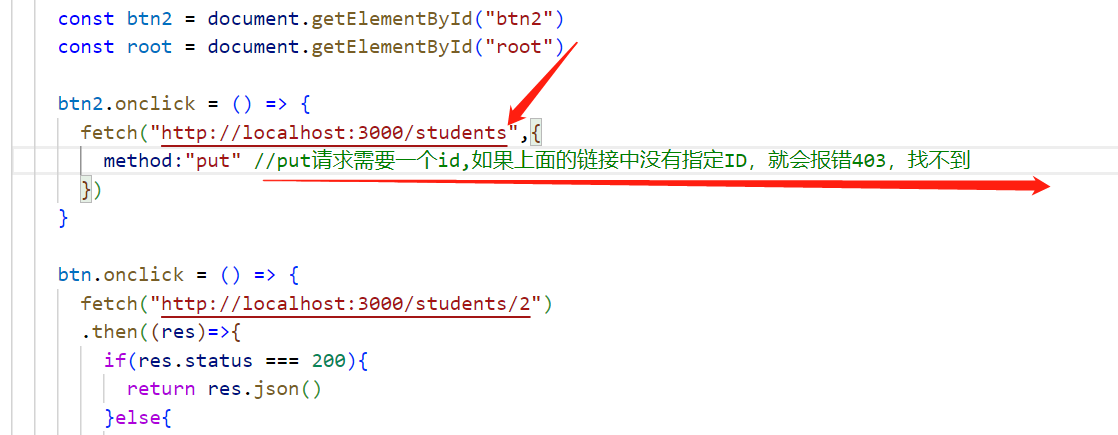 const btn2 = document.getElementById("btn2")
const root = document.getElementById("root")
btn2.onclick = () => {
fetch("http://localhost:3000/students",{
method:"put" //put请求需要一个id,如果上面的链接中没有指定ID，就会报错403，找不到
})
}
btn.onclick = () => {
fetch("http://localhost:3000/students/2")
.then((res)=>{
if(res.status === 200){
return res.json()
}else{